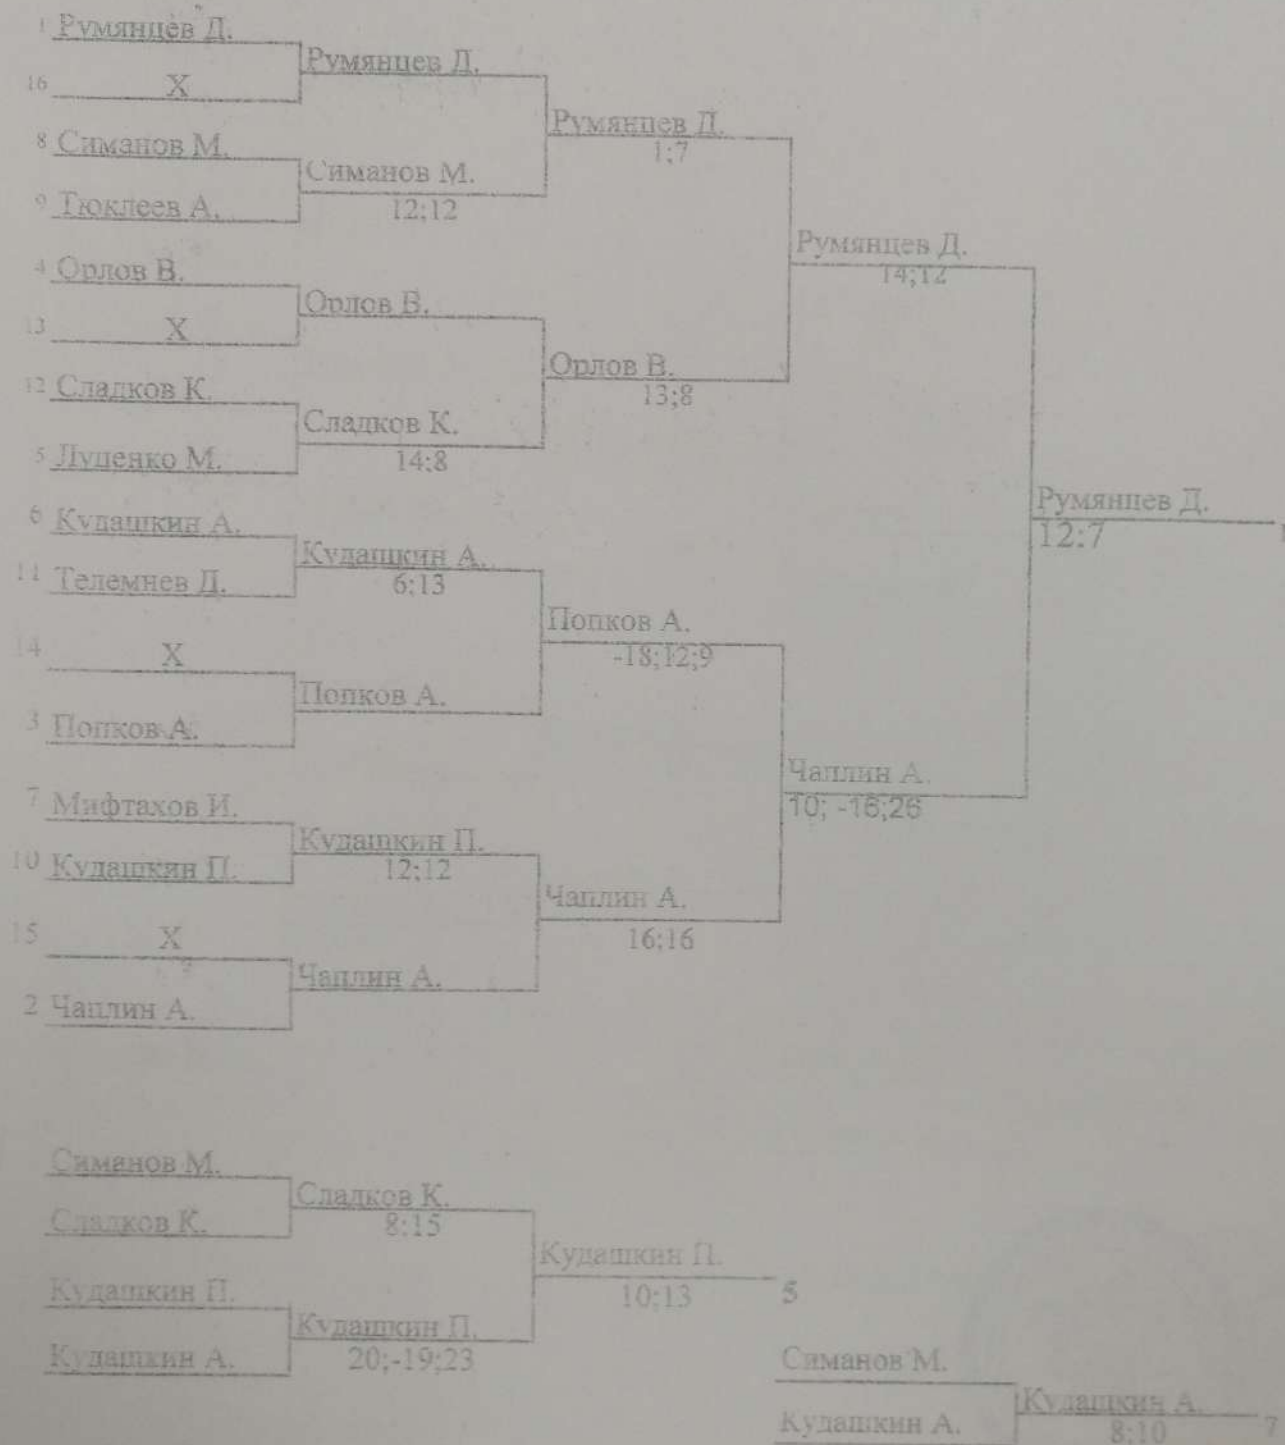 1 Румянцев Д.
Румянцев Д.
16 X
Румянцев Д.
1;7
8 Симанов М.
Симанов М.
12;12
9 Тюклеев А.
Румянцев Д.
14;12
4 Орлов В.
Орлов В.
13 X
Орлов В.
13;8
12 Сладков К.
Сладков К.
14;8
5 Луценко М.
Румянцев Д.
12:7
1
6 Кудашкин А.
Кудашкин А.
6;13
11 Телемнев Д.
Попков А.
-18;12;9
14 X
Попков А.
3 Попков А.
Чаплин А.
10; -16;26
7 Мифтахов И.
Кудашкин П.
12;12
10 Кудашкин П.
Чаплин А.
16;16
15 X
Чаплин А.
2 Чаплин А.
Симанов М.
Сладков К.
8;15
Сладков К.
Кудашкин П.
10;13
5
Кудашкин П.
Кудашкин П.
20;-19;23
Кудашкин А.
Симанов М.
Кудашкин А.
8;10
7
Кудашкин А.